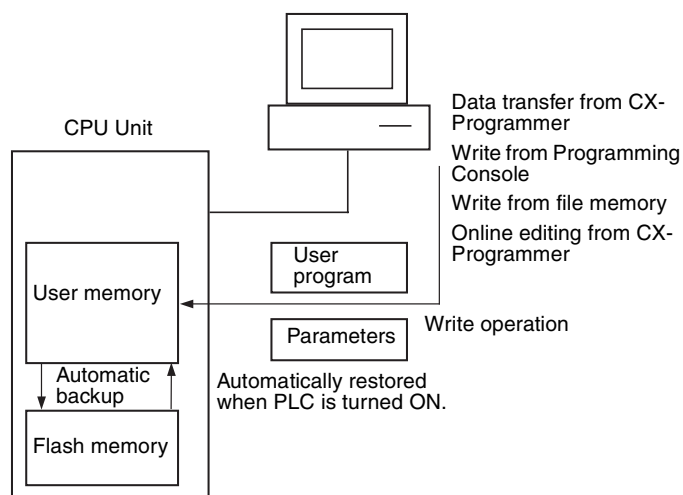 Data transfer from CX-
Programmer
CPU Unit
Write from Programming
Console
Write from file memory
Online editing from CX-
Programmer
User
program
User memory
Write operation
Parameters
Automatic
backup
Automatically restored
when PLC is turned ON.
Flash memory